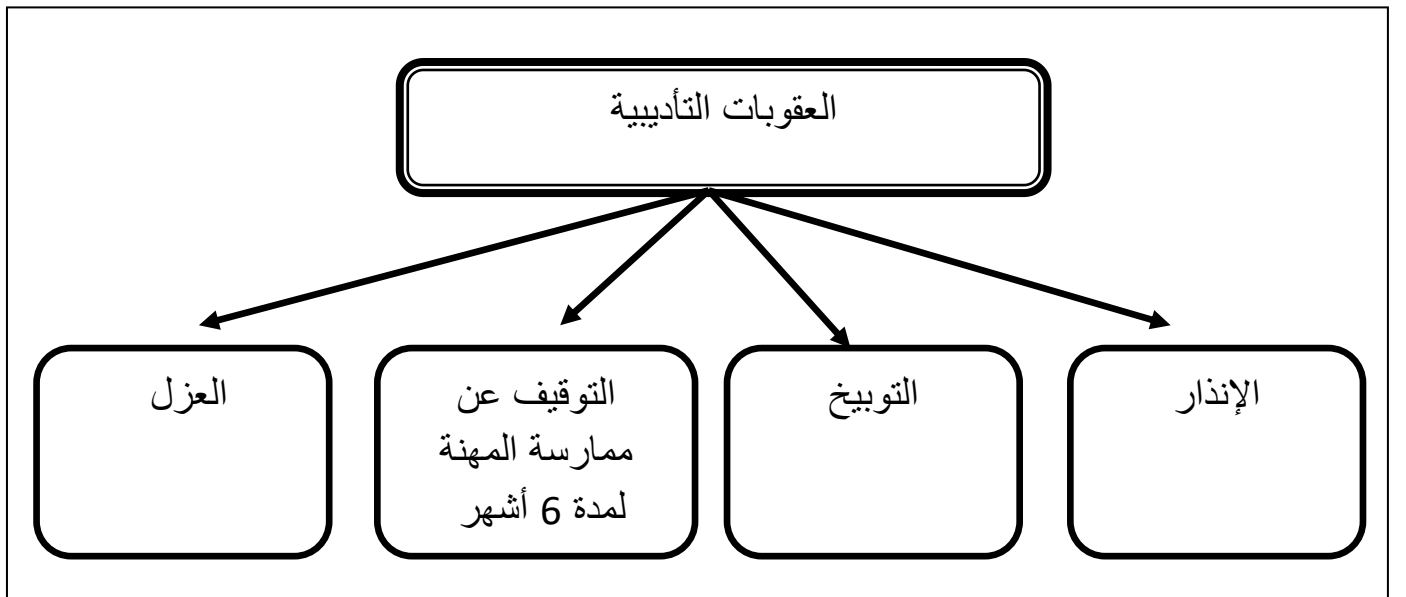 العقوبات التأديبية
الإنذار
التوبيخ
التوقيف عن
ممارسة المهنة
لمدة 6 أشهر
العزل